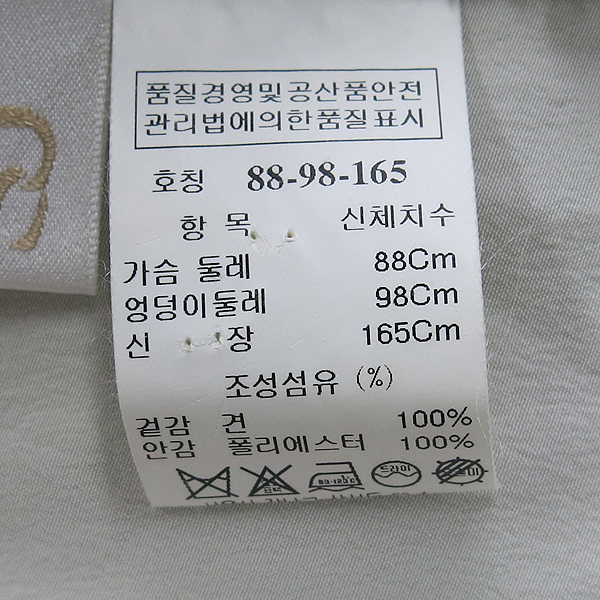 품질경영및공산품안전
관리법에의한품질표시
호칭 88-98-165
항 목 신체치수
가슴 둘레 88Cm
엉덩이둘레 98Cm
신 장 165Cm
조성섬유 (%)
겉감 견 100%
안감 폴리에스터 100%
드라이